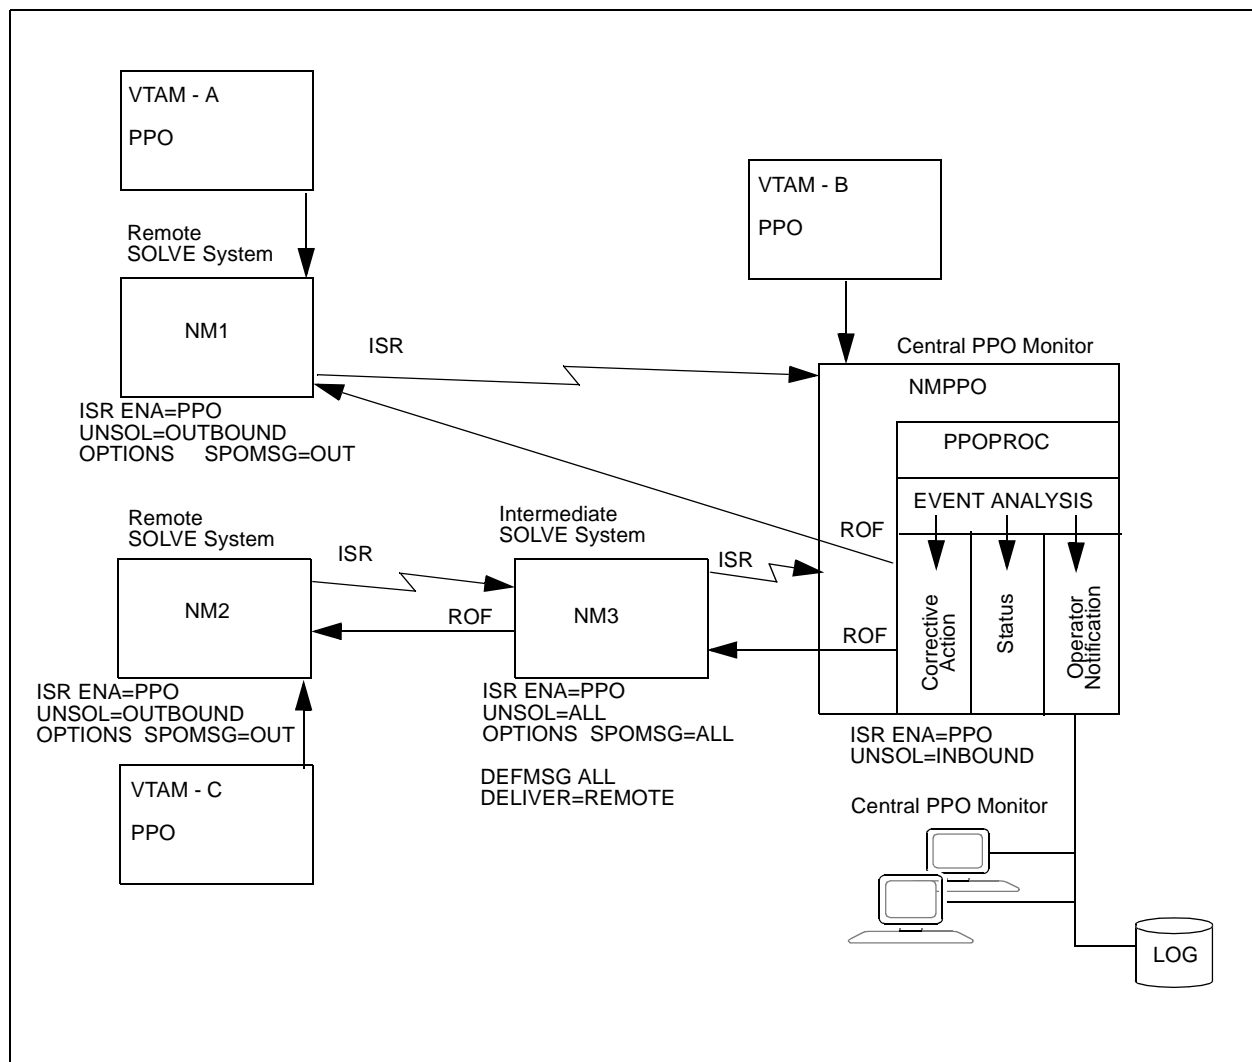 VTAM - A
PPO
VTAM - B
PPO
Remote
SOLVE System
NM1
ISR
Central PPO Monitor
NMPPO
ISR ENA=PPO
UNSOL=OUTBOUND
OPTIONS SPOMSG=OUT
PPOPROC
EVENT ANALYSIS
Remote
SOLVE System
Intermediate
SOLVE System
ROF
ISR
ISR
NM2
ROF
NM3
ROF
Corrective
Action
Status
Operator
Notification
ISR ENA=PPO
UNSOL=OUTBOUND
OPTIONS SPOMSG=OUT
ISR ENA=PPO
UNSOL=ALL
OPTIONS SPOMSG=ALL
DEFMSG ALL
DELIVER=REMOTE
ISR ENA=PPO
UNSOL=INBOUND
VTAM - C
PPO
Central PPO Monitor
LOG